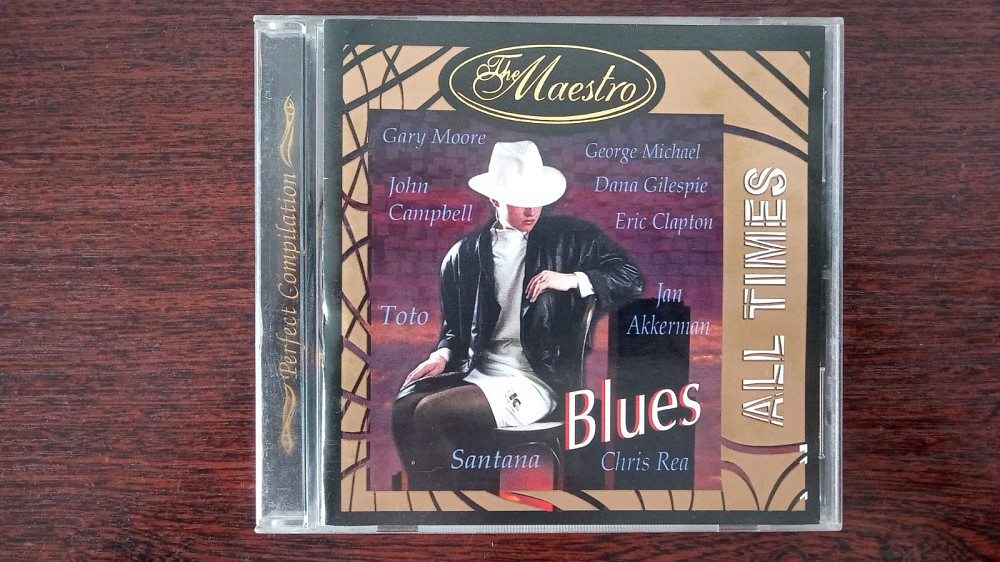 Perfect Compilation
The Maestro
Gary Moore
George Michael
John
Campbell
Dana Gilespie
Eric Clapton
Toto
Jan
Akkerman
Blues
Santana
Chris Rea
ALL TIMES